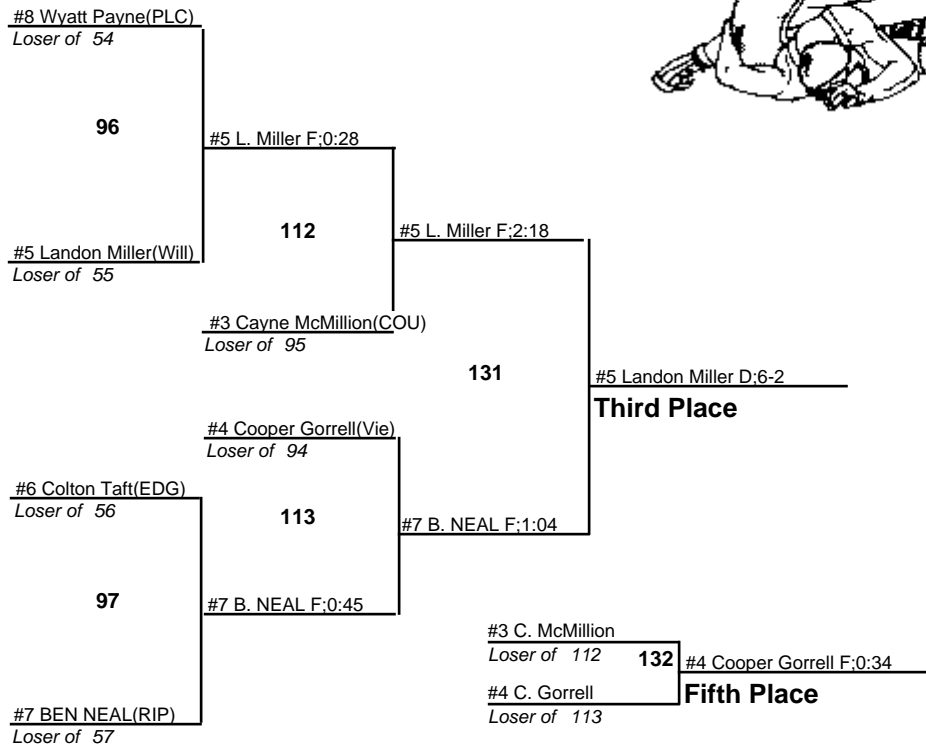 #8 Wyatt Payne(PLC)
Loser of 54
96
#5 L. Miller F;0:28
#5 Landon Miller(Will)
Loser of 55
112
#5 L. Miller F;2:18
#3 Cayne McMillion(COU)
Loser of 95
131
#5 Landon Miller D;6-2
Third Place
#4 Cooper Gorrell(Vie)
Loser of 94
#6 Colton Taft(EDG)
Loser of 56
113
#7 B. NEAL F;1:04
97
#7 B. NEAL F;0:45
#7 BEN NEAL(RIP)
Loser of 57
#3 C. McMillion
Loser of 112
132
#4 Cooper Gorrell F;0:34
Fifth Place
#4 C. Gorrell
Loser of 113